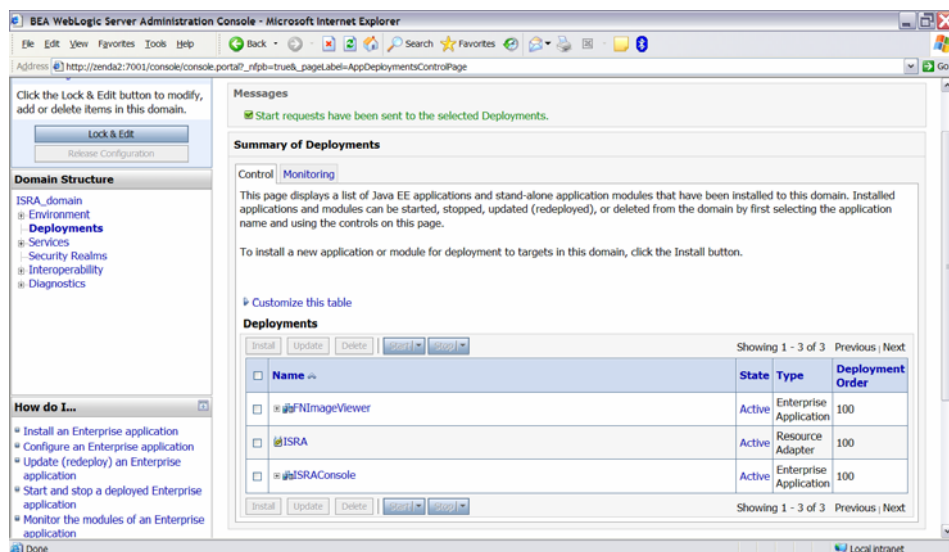 BEA WebLogic Server Administration Console - Microsoft Internet Explorer
File Edit View Favorites Tools Help
Back Search Favorites
Address http://zenda2:7001/console/console.portal?_nfpb=true&_pageLabel=AppDeploymentsControlPage Go
Click the Lock & Edit button to modify,
add or delete items in this domain.
Lock & Edit
Release Configuration
Domain Structure
ISRA_domain
Environment
Deployments
Services
Security Realms
Interoperability
Diagnostics
How do I...
Install an Enterprise application
Configure an Enterprise application
Update (redeploy) an Enterprise
application
Start and stop a deployed Enterprise
application
Monitor the modules of an Enterprise
application
Messages
Start requests have been sent to the selected Deployments.
Summary of Deployments
Control Monitoring
This page displays a list of Java EE applications and stand-alone application modules that have been installed to this domain. Installed
applications and modules can be started, stopped, updated (redeployed), or deleted from the domain by first selecting the application
name and using the controls on this page.
To install a new application or module for deployment to targets in this domain, click the Install button.
Customize this table
Deployments
Install Update Delete Start Stop Showing 1 - 3 of 3 Previous | Next
Name State Type Deployment
Order
FNImageViewer Active Enterprise
Application 100
ISRA Active Resource
Adapter 100
ISRAConsole Active Enterprise
Application 100
Install Update Delete Start Stop Showing 1 - 3 of 3 Previous | Next
Done Local intranet